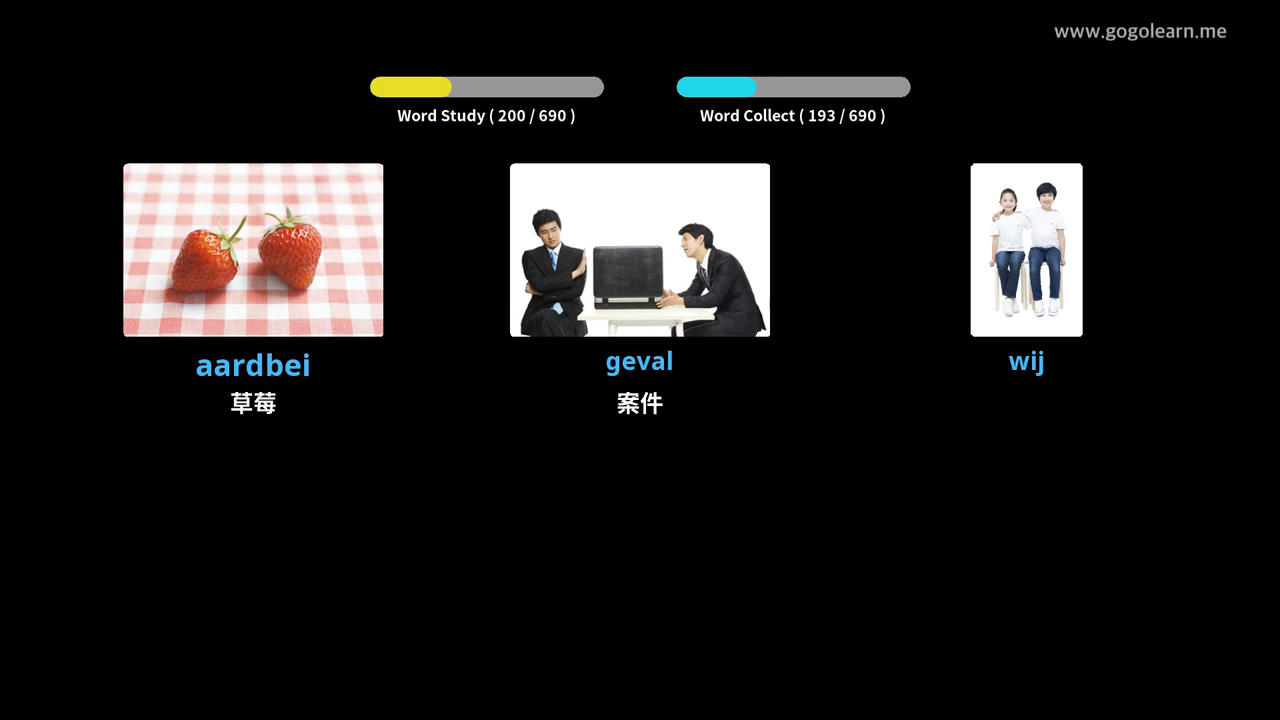 www.gogolearn.me
Word Study ( 200 / 690 )
Word Collect ( 193 / 690 )
aardbei
草莓
geval
案件
wij